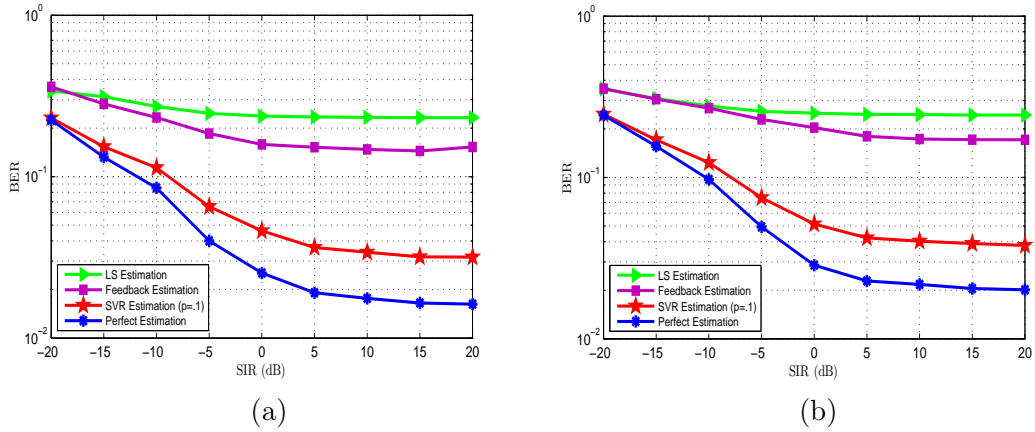 10^0
10^-1
10^-2
BER
−20 −15 −10 −5 0 5 10 15 20
SIR (dB)
LS Estimation
Feedback Estimation
SVR Estimation (p=.1)
Perfect Estimation
(a)
10^0
10^-1
10^-2
BER
−20 −15 −10 −5 0 5 10 15 20
SIR (dB)
LS Estimation
Feedback Estimation
SVR Estimation (p=.1)
Perfect Estimation
(b)